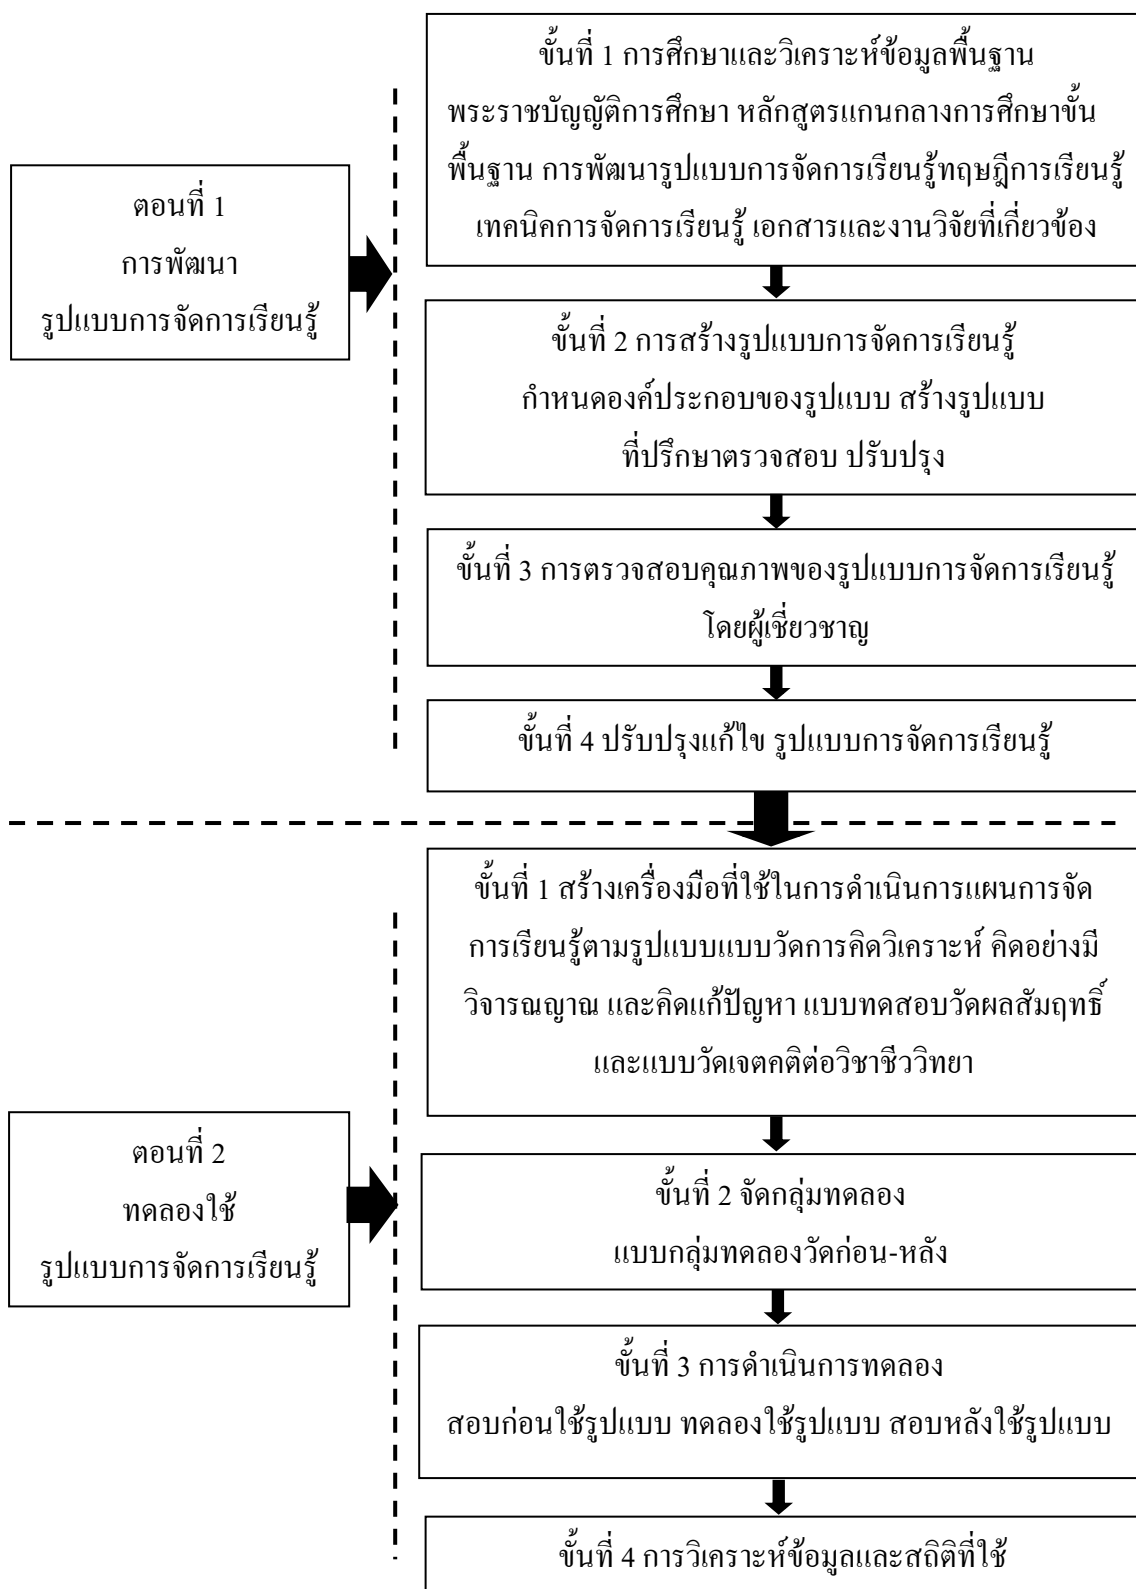 ตอนที่ 1
การพัฒนา
รูปแบบการจัดการเรียนรู้
ขั้นที่ 1 การศึกษาและวิเคราะห์ข้อมูลพื้นฐาน
พระราชบัญญัติการศึกษา หลักสูตรแกนกลางการศึกษาขั้น
พื้นฐาน การพัฒนารูปแบบการจัดการเรียนรู้ทฤษฎีการเรียนรู้
เทคนิคการจัดการเรียนรู้ เอกสารและงานวิจัยที่เกี่ยวข้อง
ขั้นที่ 2 การสร้างรูปแบบการจัดการเรียนรู้
กำหนดองค์ประกอบของรูปแบบ สร้างรูปแบบ
ที่ปรึกษาตรวจสอบ ปรับปรุง
ขั้นที่ 3 การตรวจสอบคุณภาพของรูปแบบการจัดการเรียนรู้
โดยผู้เชี่ยวชาญ
ขั้นที่ 4 ปรับปรุงแก้ไข รูปแบบการจัดการเรียนรู้
ตอนที่ 2
ทดลองใช้
รูปแบบการจัดการเรียนรู้
ขั้นที่ 1 สร้างเครื่องมือที่ใช้ในการดำเนินการแผนการจัด
การเรียนรู้ตามรูปแบบแบบวัดการคิดวิเคราะห์ คิดอย่างมี
วิจารณญาณ และคิดแก้ปัญหา แบบทดสอบวัดผลสัมฤทธิ์
และแบบวัดเจตคติต่อวิชาชีววิทยา
ขั้นที่ 2 จัดกลุ่มทดลอง
แบบกลุ่มทดลองวัดก่อน-หลัง
ขั้นที่ 3 การดำเนินการทดลอง
สอบก่อนใช้รูปแบบ ทดลองใช้รูปแบบ สอบหลังใช้รูปแบบ
ขั้นที่ 4 การวิเคราะห์ข้อมูลและสถิติที่ใช้